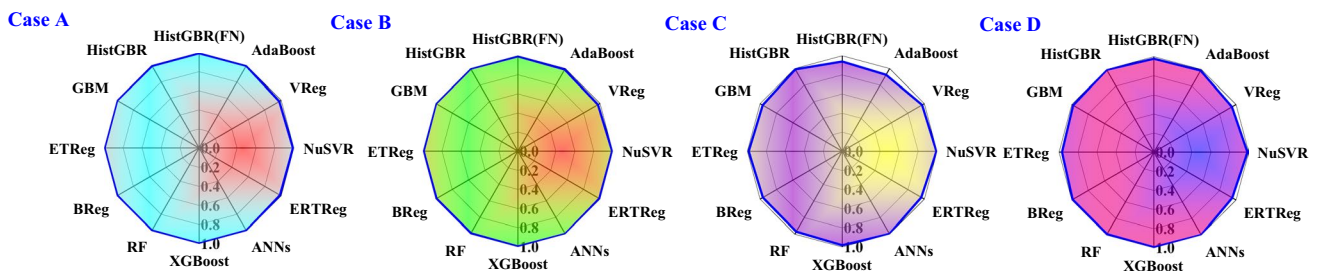 Case A
HistGBR(FN)
HistGBR
AdaBoost
GBM
VReg
ETReg
0.0
NuSVR
0.2
0.4
BReg
0.6
ERTReg
0.8
RF
1.0
ANNs
XGBoost
Case B
HistGBR(FN)
HistGBR
AdaBoost
GBM
VReg
ETReg
0.0
NuSVR
0.2
0.4
BReg
0.6
ERTReg
0.8
RF
1.0
ANNs
XGBoost
Case C
HistGBR(FN)
HistGBR
AdaBoost
GBM
VReg
ETReg
0.0
NuSVR
0.2
0.4
BReg
0.6
ERTReg
0.8
RF
1.0
ANNs
XGBoost
Case D
HistGBR(FN)
HistGBR
AdaBoost
GBM
VReg
ETReg
0.0
NuSVR
0.2
0.4
BReg
0.6
ERTReg
0.8
RF
1.0
ANNs
XGBoost